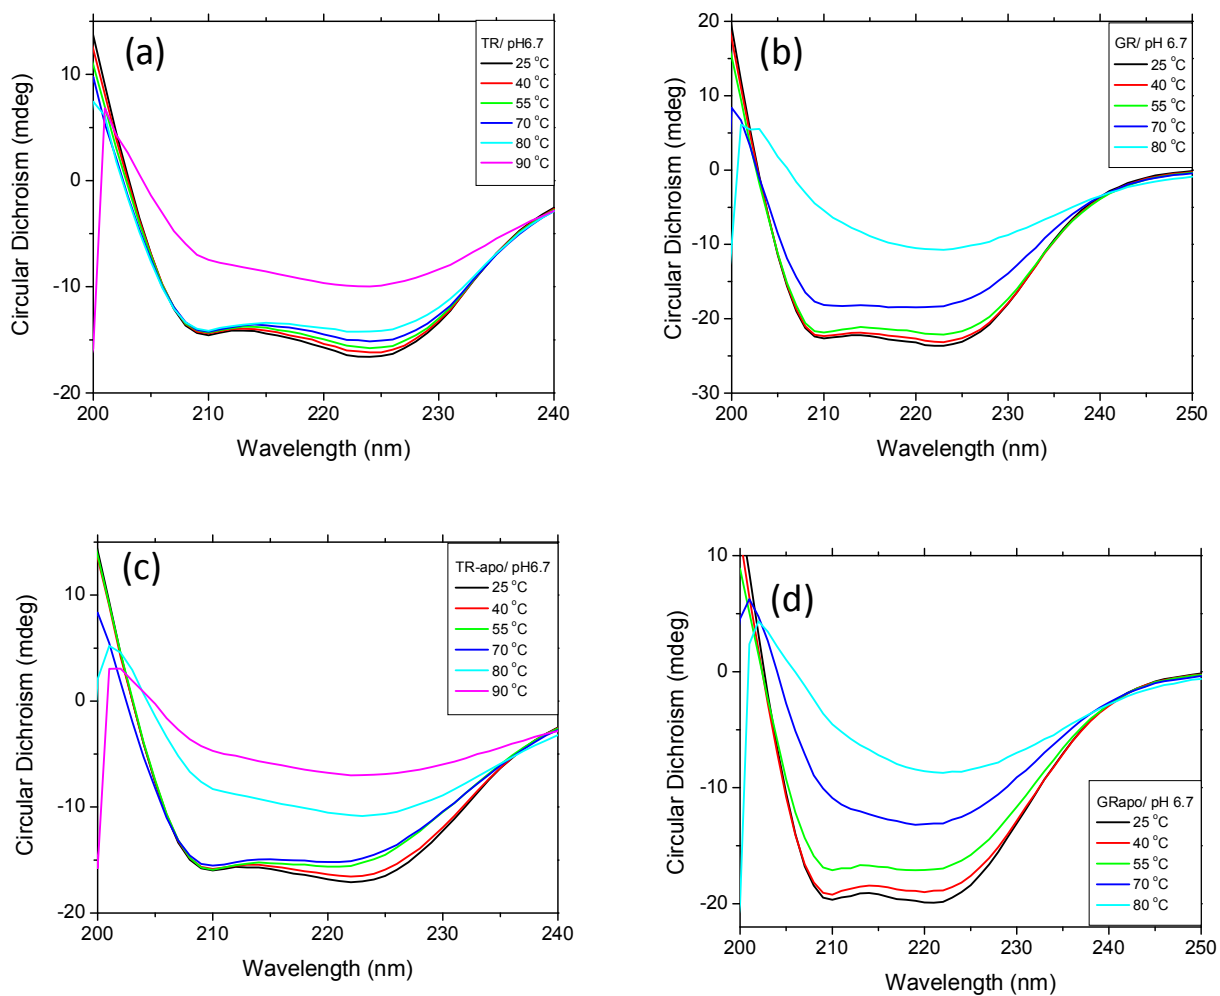 (a)
TR/ pH6.7
25 °C
40 °C
55 °C
70 °C
80 °C
90 °C
Circular Dichroism (mdeg)
10
0
-10
-20
200 210 220 230 240
Wavelength (nm)
(b)
GR/ pH 6.7
25 °C
40 °C
55 °C
70 °C
80 °C
Circular Dichroism (mdeg)
20
10
0
-10
-20
-30
200 210 220 230 240 250
Wavelength (nm)
(c)
TR-apo/ pH6.7
25 °C
40 °C
55 °C
70 °C
80 °C
90 °C
Circular Dichroism (mdeg)
10
0
-10
-20
200 210 220 230 240
Wavelength (nm)
(d)
GRapo/ pH 6.7
25 °C
40 °C
55 °C
70 °C
80 °C
Circular Dichroism (mdeg)
10
0
-10
-20
200 210 220 230 240 250
Wavelength (nm)